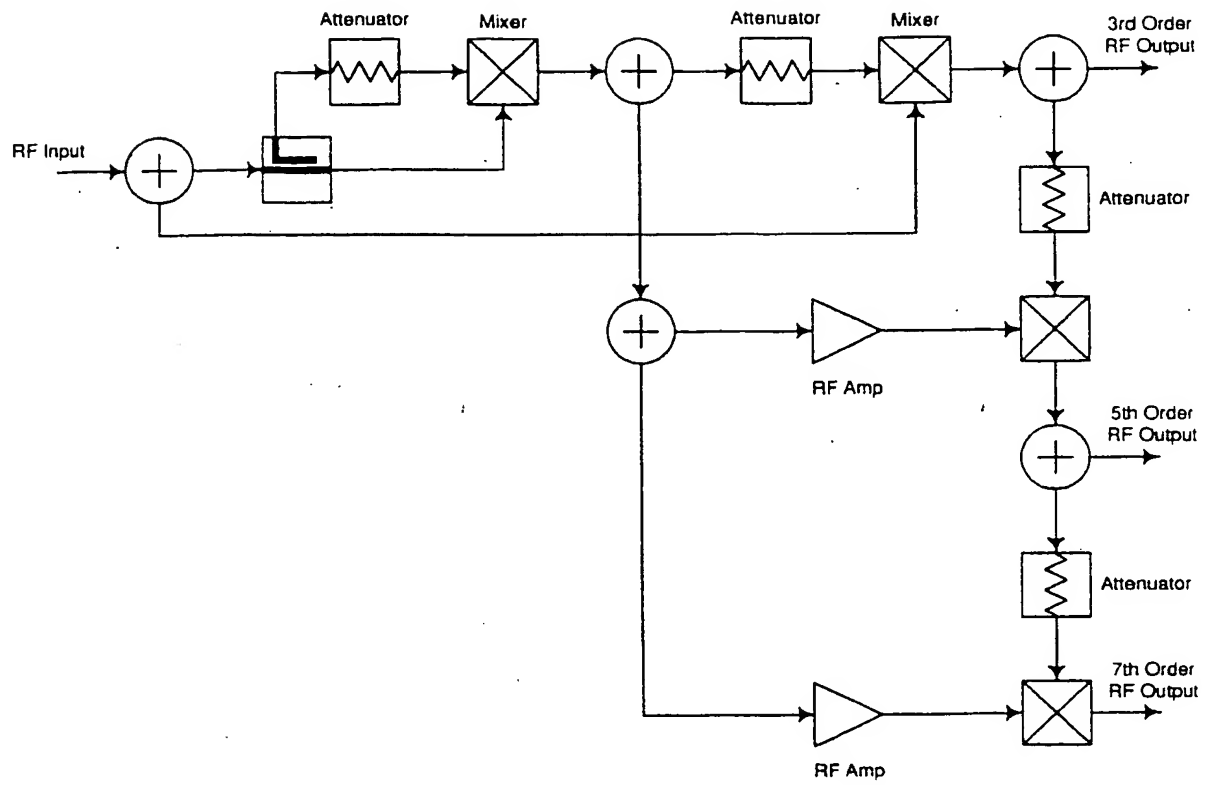 Attenuator
Mixer
Attenuator
Mixer
3rd Order
RF Output
RF Input
Attenuator
RF Amp
5th Order
RF Output
Attenuator
7th Order
RF Output
RF Amp